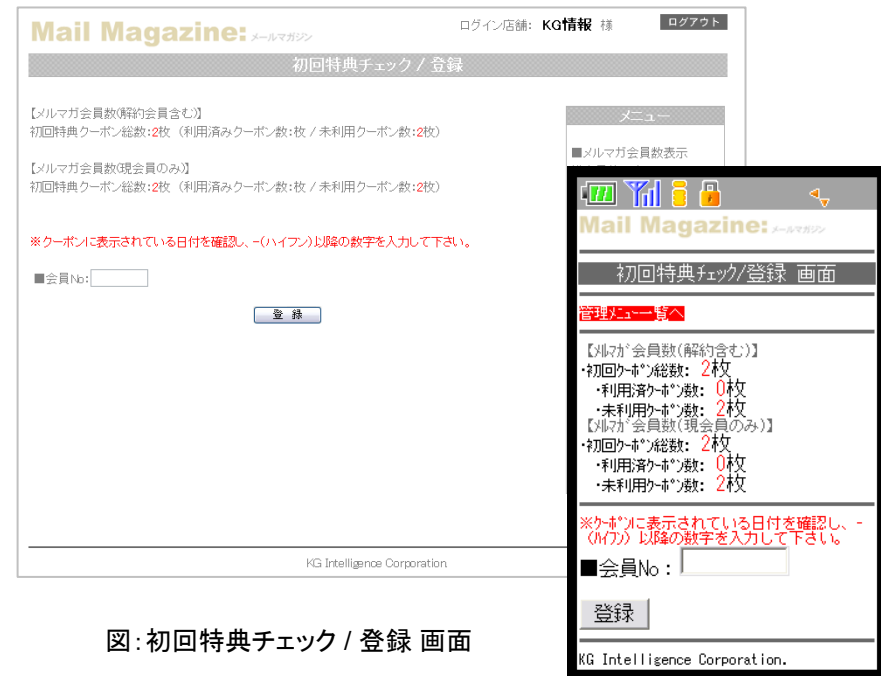 Mail Magazine: メールマガジン
ログイン店舗: KG情報 様
ログアウト
初回特典チェック / 登録
【メルマガ会員数(解約会員含む)】
初回特典クーポン総数:2枚 (利用済みクーポン数:枚 / 未利用クーポン数:2枚)
【メルマガ会員数(現会員のみ)】
初回特典クーポン総数:2枚 (利用済みクーポン数:枚 / 未利用クーポン数:2枚)
※クーポンに表示されている日付を確認し、-(ハイフン)以降の数字を入力して下さい。
■会員No:
登 録
メニュー
■メルマガ会員数表示
KG Intelligence Corporation
Mail Magazine: メールマガジン
初回特典チェック/登録 画面
管理メニュー一覧へ
【メルマガ会員数(解約含む)】
・初回クーポン総数: 2枚
・利用済クーポン数: 0枚
・未利用クーポン数: 2枚
【メルマガ会員数(現会員のみ)】
・初回クーポン総数: 2枚
・利用済クーポン数: 0枚
・未利用クーポン数: 2枚
※クーポンに表示されている日付を確認し、-
(ハイフン) 以降の数字を入力して下さい。
■会員No:
登録
KG Intelligence Corporation.
図:初回特典チェック / 登録 画面